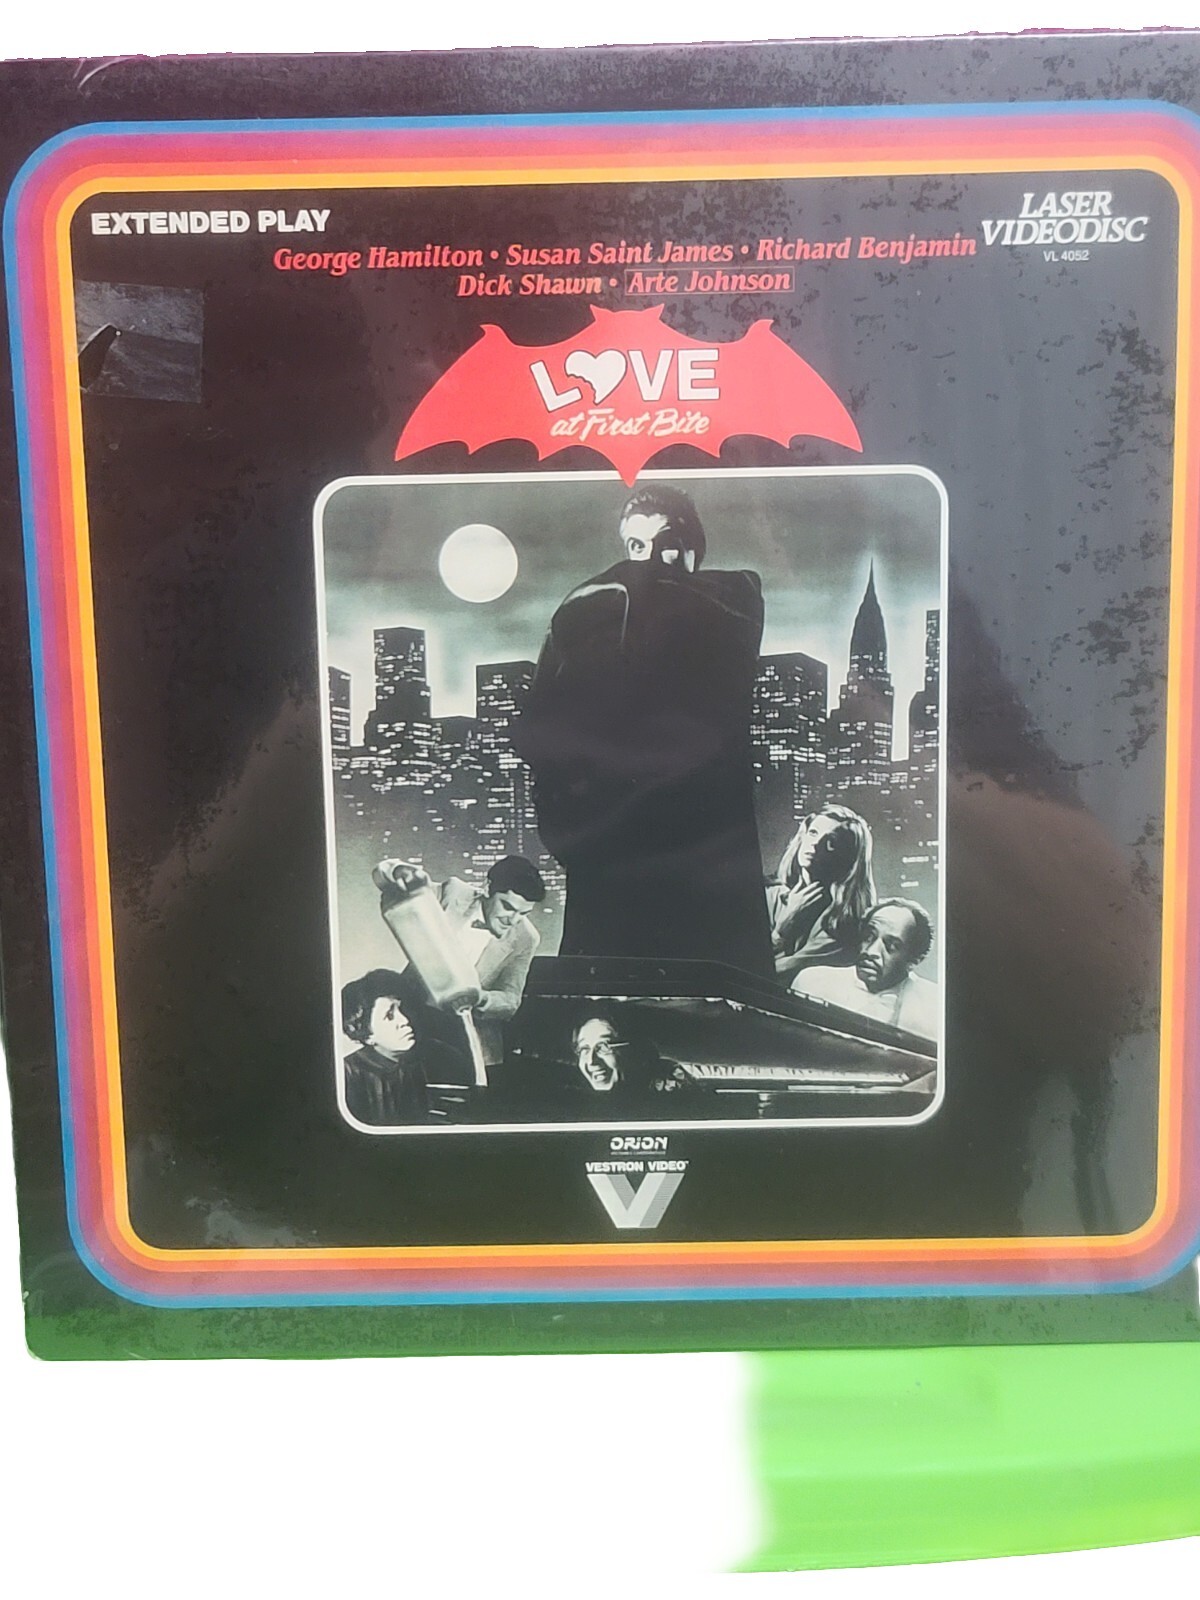 EXTENDED PLAY
LASER
VIDEODISC
VL 4052
George Hamilton • Susan Saint James • Richard Benjamin
Dick Shawn • Arte Johnson
LOVE
at First Bite
ORION
VESTRON VIDEO™
V